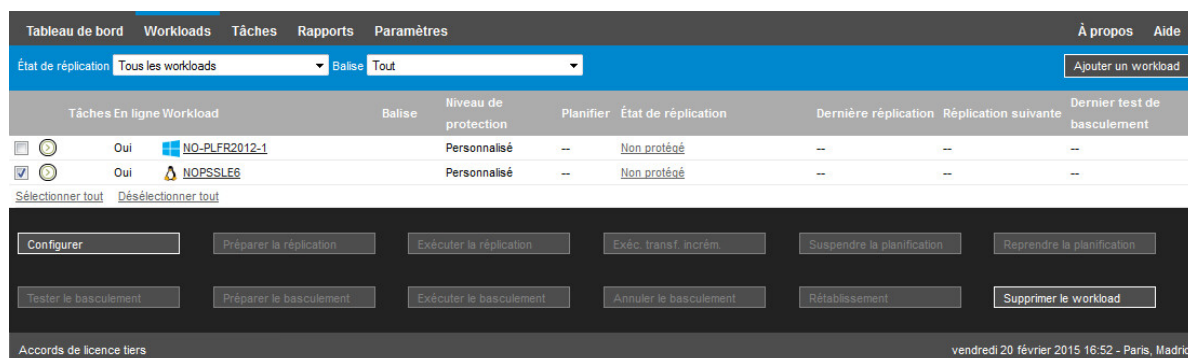 Tableau de bord Workloads Tâches Rapports Paramètres À propos Aide
État de réplication Tous les workloads Balise Tout Ajouter un workload
Tâches En ligne Workload Balise Niveau de protection Planifier État de réplication Dernière réplication Réplication suivante Dernier test de basculement
Oui NO-PLFR2012-1 Personnalisé -- Non protégé -- -- --
Oui NOPSSLE6 Personnalisé -- Non protégé -- -- --
Sélectionner tout Désélectionner tout
Configurer Préparer la réplication Exécuter la réplication Exéc. transf. incrém. Suspendre la planification Reprendre la planification
Tester le basculement Préparer le basculement Exécuter le basculement Annuler le basculement Rétablissement Supprimer le workload
Accords de licence tiers vendredi 20 février 2015 16:52 - Paris, Madrid